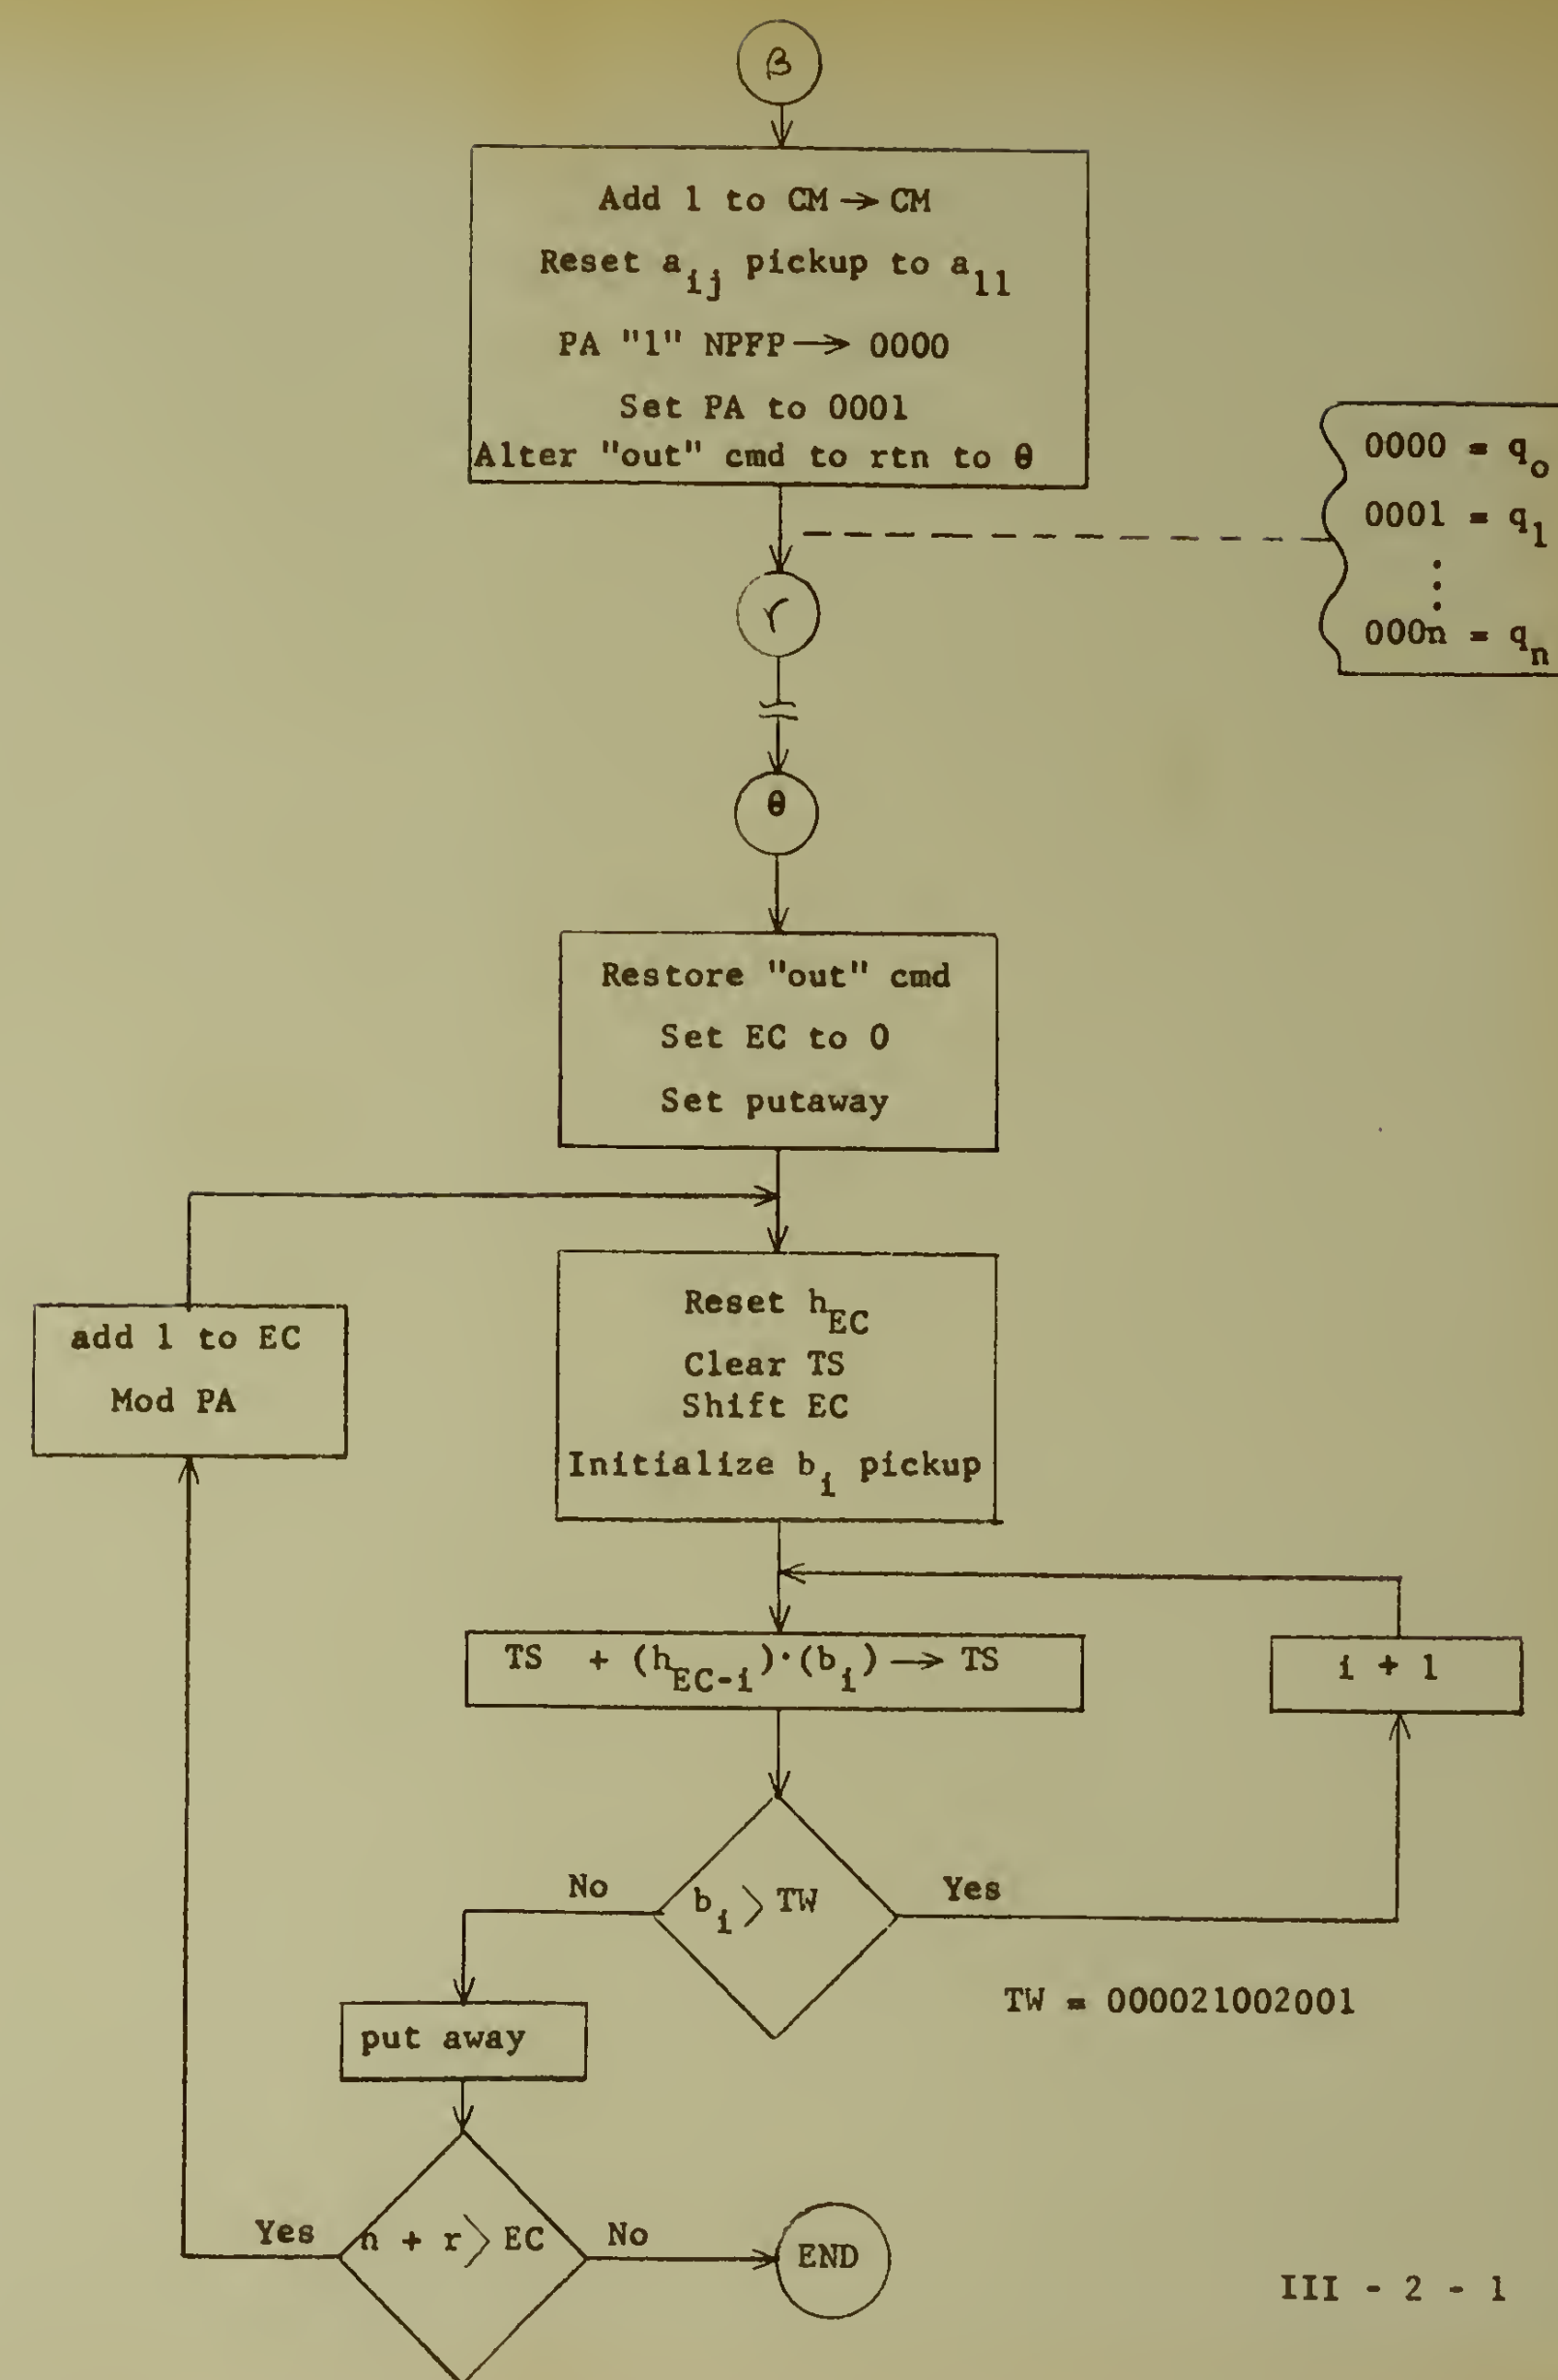 β
Add 1 to CM → CM
Reset a_ij pickup to a_11
PA "1" NPFP → 0000
Set PA to 0001
Alter "out" cmd to rtn to θ
0000 = q_o
0001 = q_1
⋮
000n = q_n
r
θ
Restore "out" cmd
Set EC to 0
Set putaway
add 1 to EC
Mod PA
Reset h_EC
Clear TS
Shift EC
Initialize b_i pickup
TS + (h_EC-i)·(b_i) → TS
i + 1
No
b_i > TW
Yes
TW = 000021002001
put away
Yes
n + r > EC
No
END
III - 2 - 1